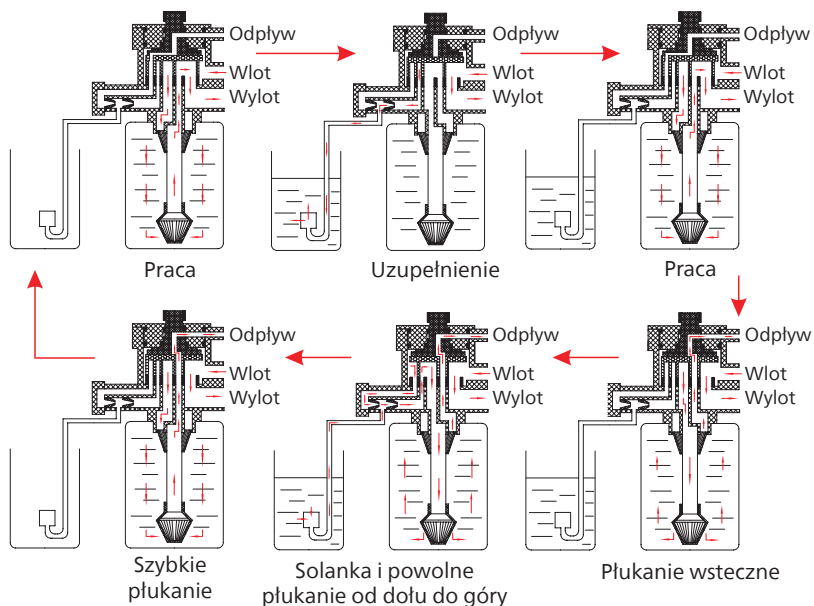 Odpływ
Wlot
Wylot
Praca
Odpływ
Wlot
Wylot
Uzupełnienie
Odpływ
Wlot
Wylot
Praca
Odpływ
Wlot
Wylot
Szybkie
płukanie
Odpływ
Wlot
Wylot
Solanka i powolne
płukanie od dołu do góry
Odpływ
Wlot
Wylot
Płukanie wsteczne